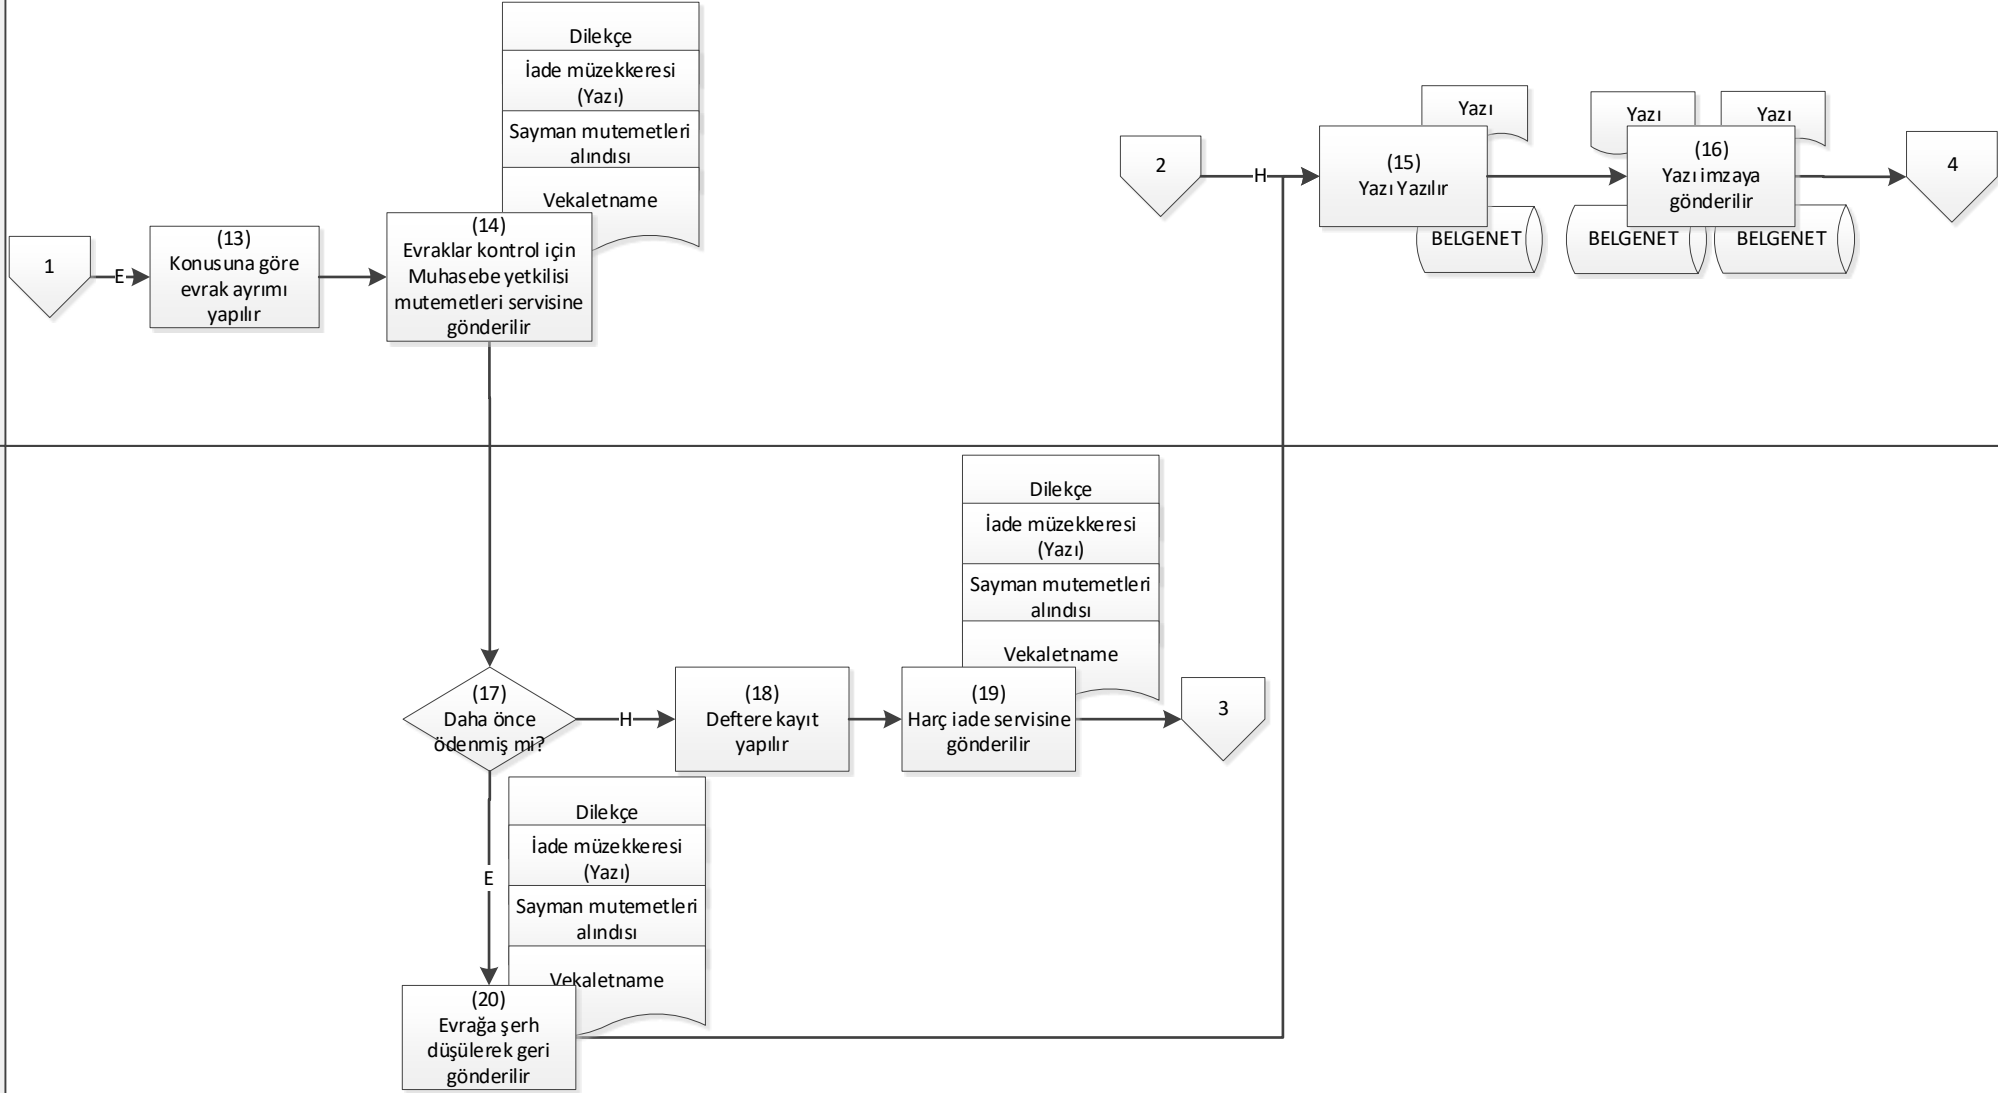 Dilekçe
İade müzekkeresi
(Yazı)
Sayman mutemetleri
alındısı
Vekaletname
1
E
(13)
Konusuna göre
evrak ayrımı
yapılır
(14)
Evraklar kontrol için
Muhasebe yetkilisi
mutemetleri servisine
gönderilir
2
H
Yazı
(15)
Yazı Yazılır
BELGENET
Yazı
Yazı
(16)
Yazı imzaya
gönderilir
BELGENET
BELGENET
4
Dilekçe
İade müzekkeresi
(Yazı)
Sayman mutemetleri
alındısı
Vekaletname
(17)
Daha önce
ödenmiş mi?
H
(18)
Deftere kayıt
yapılır
(19)
Harç iade servisine
gönderilir
3
E
Dilekçe
İade müzekkeresi
(Yazı)
Sayman mutemetleri
alındısı
Vekaletname
(20)
Evrağa şerh
düşülerek geri
gönderilir